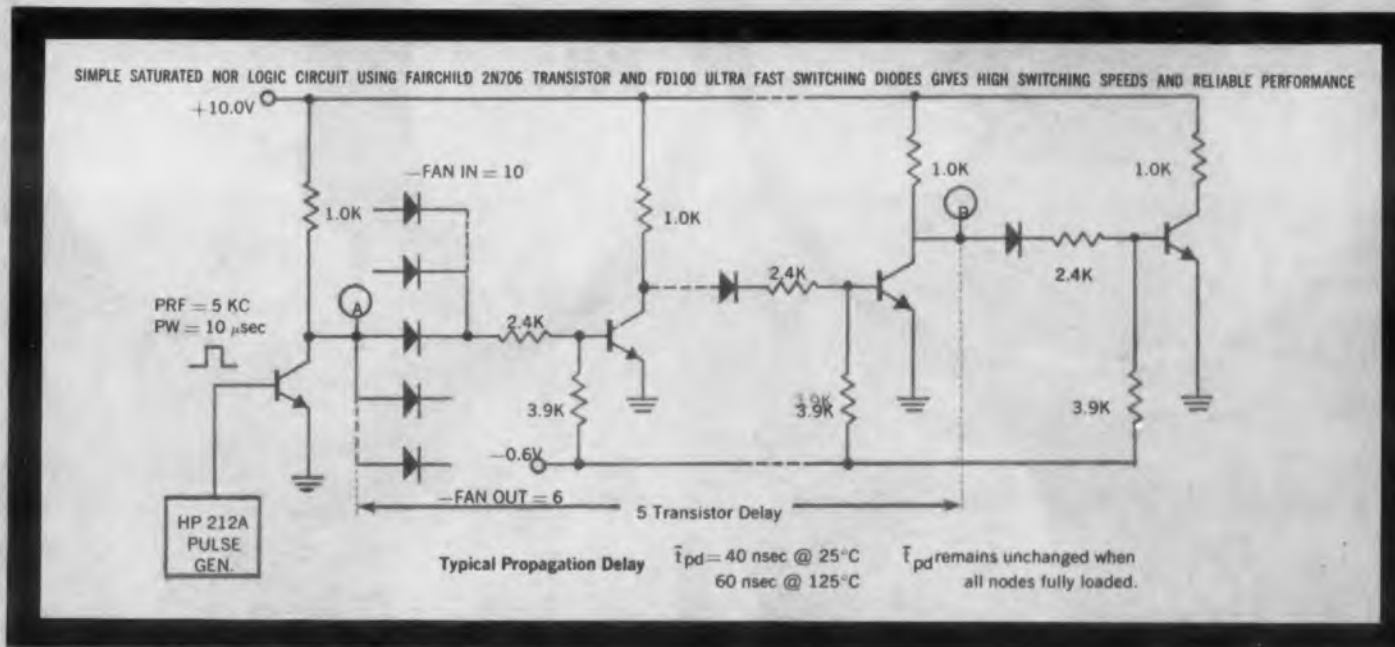 SIMPLE SATURATED NOR LOGIC CIRCUIT USING FAIRCHILD 2N706 TRANSISTOR AND FD100 ULTRA FAST SWITCHING DIODES GIVES HIGH SWITCHING SPEEDS AND RELIABLE PERFORMANCE
+10.0V
—FAN IN = 10
1.0K
1.0K
1.0K
1.0K
B
2.4K
2.4K
PRF = 5 KC
PW = 10 μsec
A
2.4K
3.9K
3.9K
3.9K
3.9K
—0.6V
—FAN OUT = 6
5 Transistor Delay
HP 212A
PULSE
GEN.
Typical Propagation Delay t̄pd = 40 nsec @ 25°C
60 nsec @ 125°C
t̄pd remains unchanged when
all nodes fully loaded.